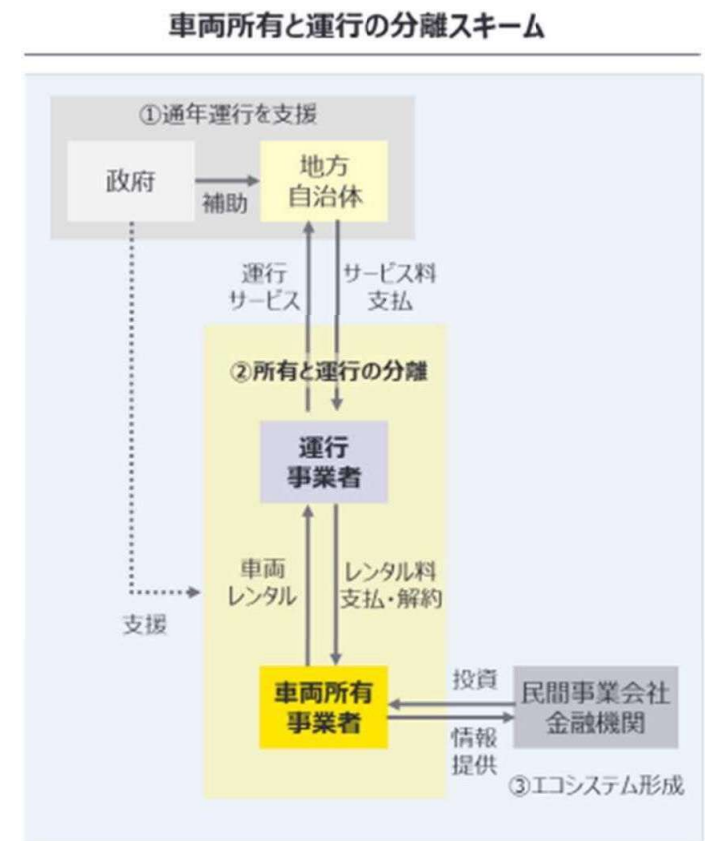 車両所有と運行の分離スキーム
①通年運行を支援
政府
補助
地方
自治体
運行
サービス
サービス料
支払
②所有と運行の分離
運行
事業者
車両
レンタル
レンタル料
支払・解約
支援
車両所有
事業者
投資
情報
提供
民間事業会社
金融機関
③エコシステム形成